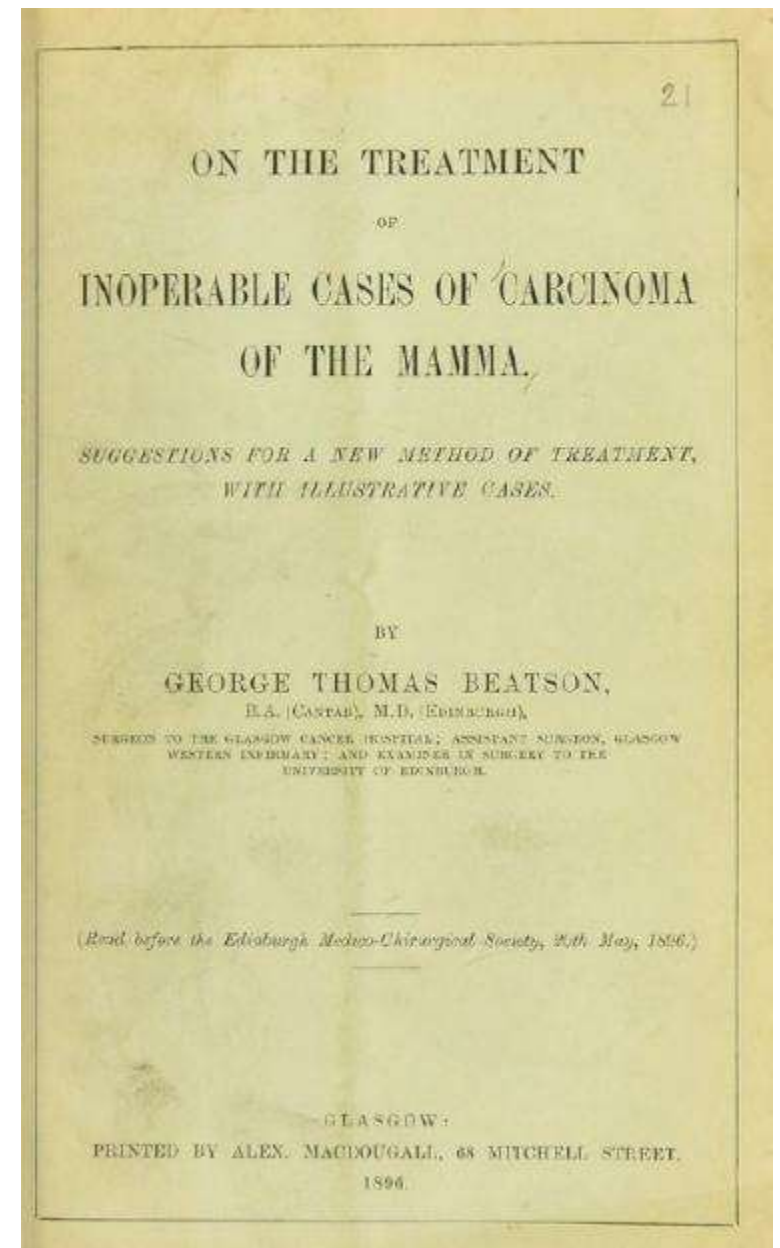 21
ON THE TREATMENT
OF
INOPERABLE CASES OF CARCINOMA
OF THE MAMMA.
SUGGESTIONS FOR A NEW METHOD OF TREATMENT,
WITH ILLUSTRATIVE CASES.
BY
GEORGE THOMAS BEATSON,
B.A. (CANTAB), M.D. (EDINBURGH),
SURGEON TO THE GLASGOW CANCER HOSPITAL; ASSISTANT SURGEON, GLASGOW
WESTERN INFIRMARY; AND EXAMINER IN SURGERY TO THE
UNIVERSITY OF EDINBURGH.
(Read before the Edinburgh Medico-Chirurgical Society, May, 1896.)
GLASGOW:
PRINTED BY ALEX. MACDOUGALL, 68 MITCHELL STREET.
1896.